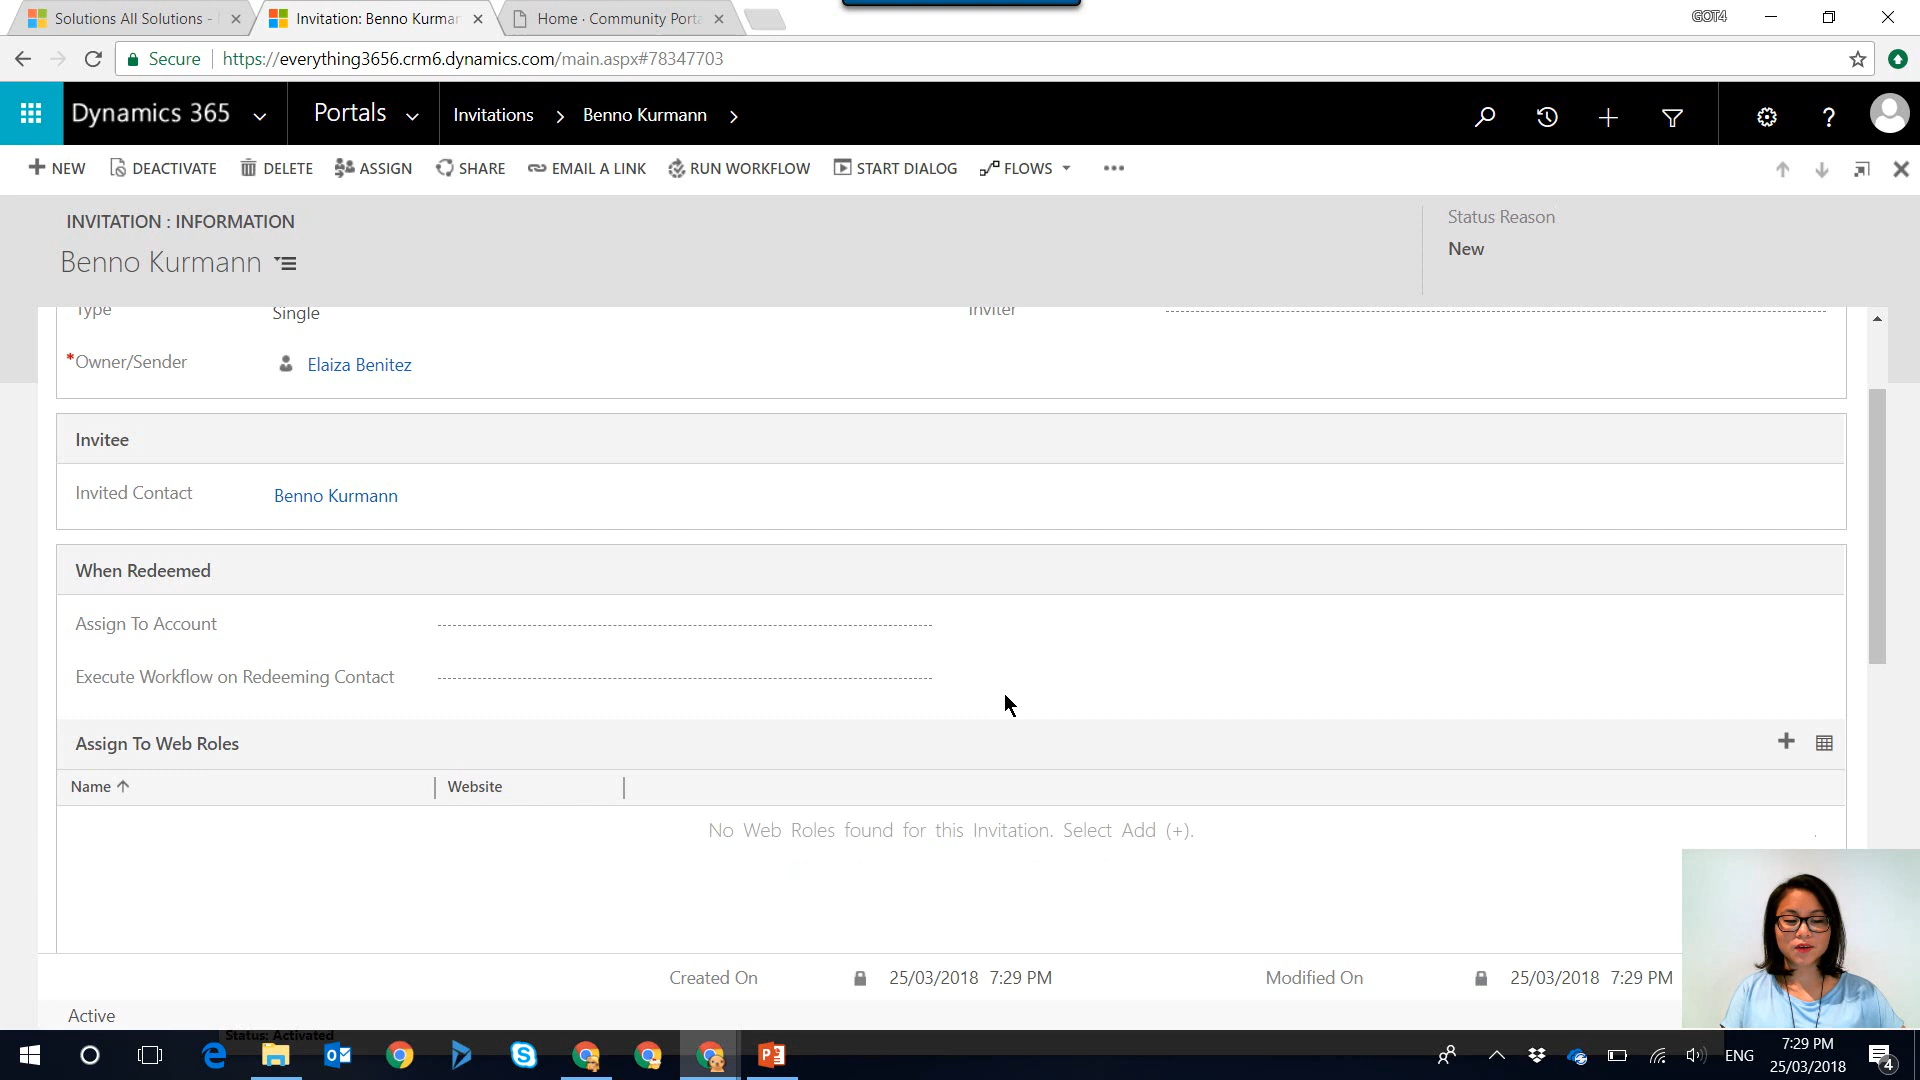 Solutions All Solutions -
Invitation: Benno Kurmar
Home · Community Porta
GOT4
Secure
https://everything3656.crm6.dynamics.com/main.aspx#78347703
Dynamics 365
Portals
Invitations
Benno Kurmann
?
NEW
DEACTIVATE
DELETE
ASSIGN
SHARE
EMAIL A LINK
RUN WORKFLOW
START DIALOG
FLOWS
INVITATION : INFORMATION
Benno Kurmann
Status Reason
New
Type
Single
Inviter
*Owner/Sender
Elaiza Benitez
Invitee
Invited Contact
Benno Kurmann
When Redeemed
Assign To Account
Execute Workflow on Redeeming Contact
Assign To Web Roles
Name
Website
No Web Roles found for this Invitation. Select Add (+).
Created On
25/03/2018 7:29 PM
Modified On
25/03/2018 7:29 PM
Active
Status: Activated
ENG
7:29 PM
25/03/2018
4